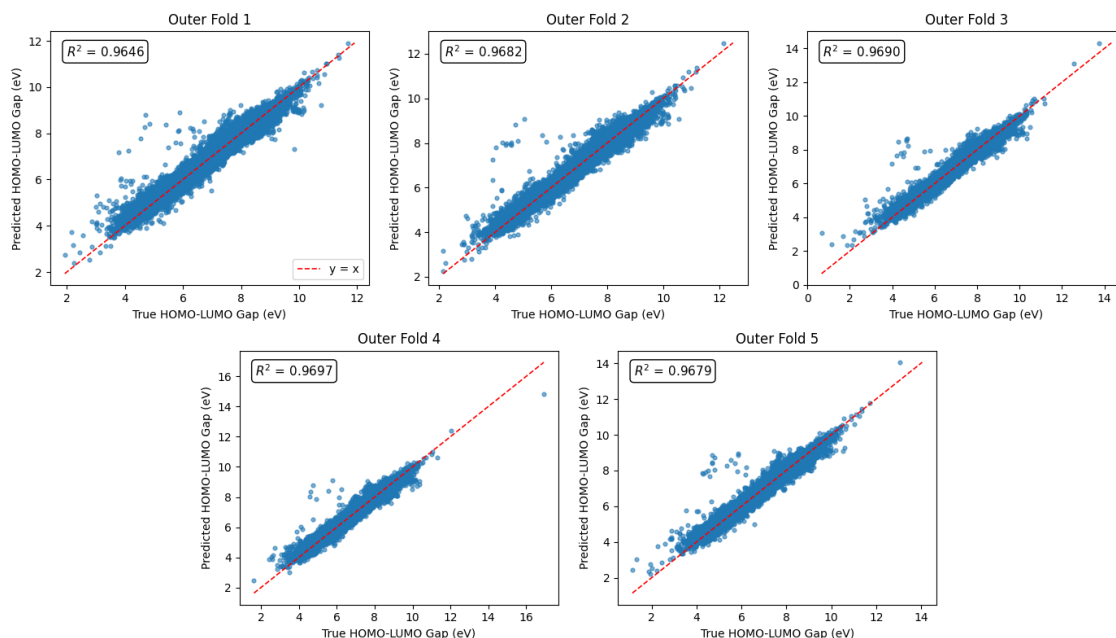 Outer Fold 1
R² = 0.9646
Predicted HOMO-LUMO Gap (eV)
12
10
8
6
4
2
2 4 6 8 10 12
True HOMO-LUMO Gap (eV)
y = x
Outer Fold 2
R² = 0.9682
Predicted HOMO-LUMO Gap (eV)
12
10
8
6
4
2
2 4 6 8 10 12
True HOMO-LUMO Gap (eV)
Outer Fold 3
R² = 0.9690
Predicted HOMO-LUMO Gap (eV)
14
12
10
8
6
4
2
0
0 2 4 6 8 10 12 14
True HOMO-LUMO Gap (eV)
Outer Fold 4
R² = 0.9697
Predicted HOMO-LUMO Gap (eV)
16
14
12
10
8
6
4
2
2 4 6 8 10 12 14 16
True HOMO-LUMO Gap (eV)
Outer Fold 5
R² = 0.9679
Predicted HOMO-LUMO Gap (eV)
14
12
10
8
6
4
2
2 4 6 8 10 12 14
True HOMO-LUMO Gap (eV)